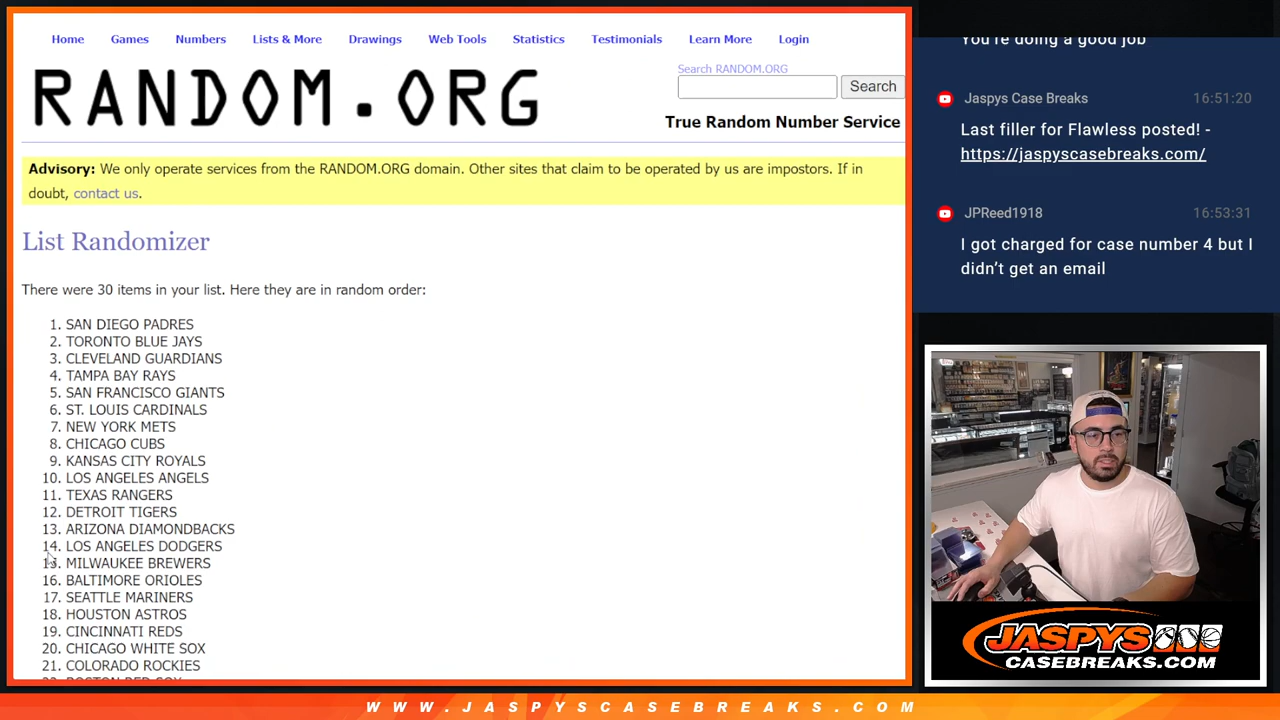 Home Games Numbers Lists & More Drawings Web Tools Statistics Testimonials Learn More Login
RANDOM.ORG
Search RANDOM.ORG
Search
True Random Number Service
Advisory: We only operate services from the RANDOM.ORG domain. Other sites that claim to be operated by us are impostors. If in
doubt, contact us.
List Randomizer
There were 30 items in your list. Here they are in random order:
1. SAN DIEGO PADRES
2. TORONTO BLUE JAYS
3. CLEVELAND GUARDIANS
4. TAMPA BAY RAYS
5. SAN FRANCISCO GIANTS
6. ST. LOUIS CARDINALS
7. NEW YORK METS
8. CHICAGO CUBS
9. KANSAS CITY ROYALS
10. LOS ANGELES ANGELS
11. TEXAS RANGERS
12. DETROIT TIGERS
13. ARIZONA DIAMONDBACKS
14. LOS ANGELES DODGERS
15. MILWAUKEE BREWERS
16. BALTIMORE ORIOLES
17. SEATTLE MARINERS
18. HOUSTON ASTROS
19. CINCINNATI REDS
20. CHICAGO WHITE SOX
21. COLORADO ROCKIES
22. BOSTON RED SOX
You're doing a good job
Jaspys Case Breaks 16:51:20
Last filler for Flawless posted! -
https://jaspyscasebreaks.com/
JPReed1918 16:53:31
I got charged for case number 4 but I
didn't get an email
JASPYS
CASEBREAKS.COM
WWW.JASPYSCASEBREAKS.COM